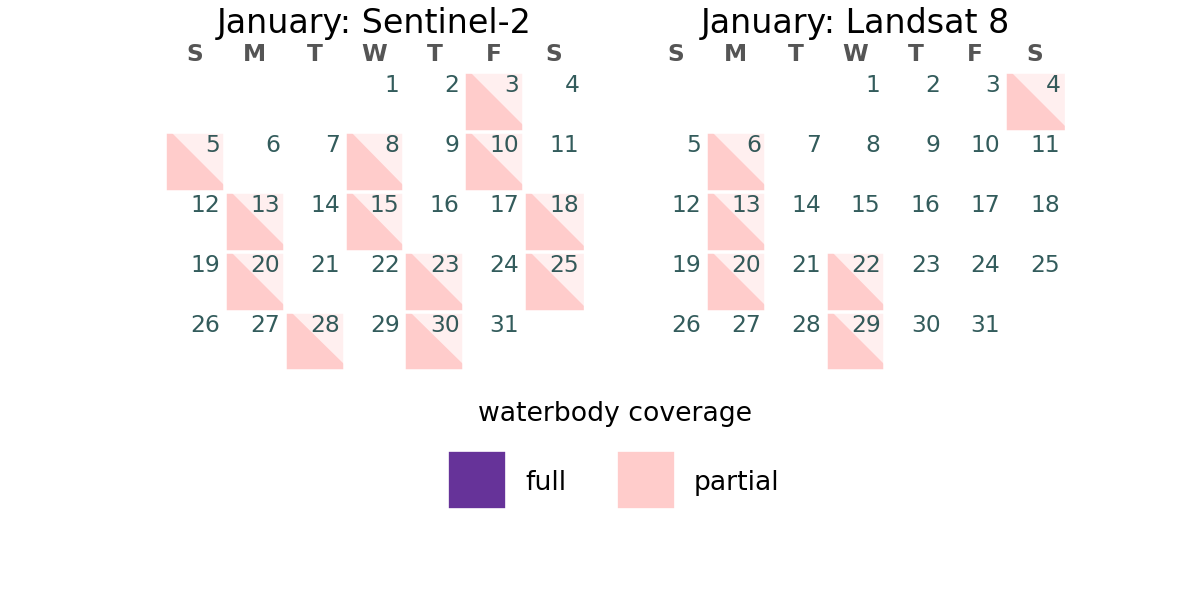 January: Sentinel-2
S M T W T F S
1 2 3 4
5 6 7 8 9 10 11
12 13 14 15 16 17 18
19 20 21 22 23 24 25
26 27 28 29 30 31
January: Landsat 8
S M T W T F S
1 2 3 4
5 6 7 8 9 10 11
12 13 14 15 16 17 18
19 20 21 22 23 24 25
26 27 28 29 30 31
waterbody coverage
full partial